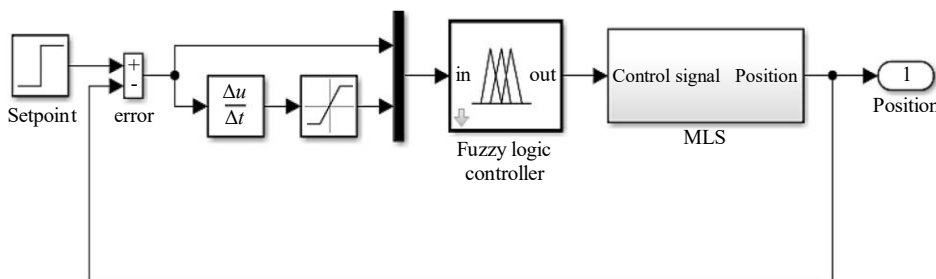 Setpoint
+
-
error
Δu
Δt
in out
Fuzzy logic
controller
Control signal Position
MLS
1
Position